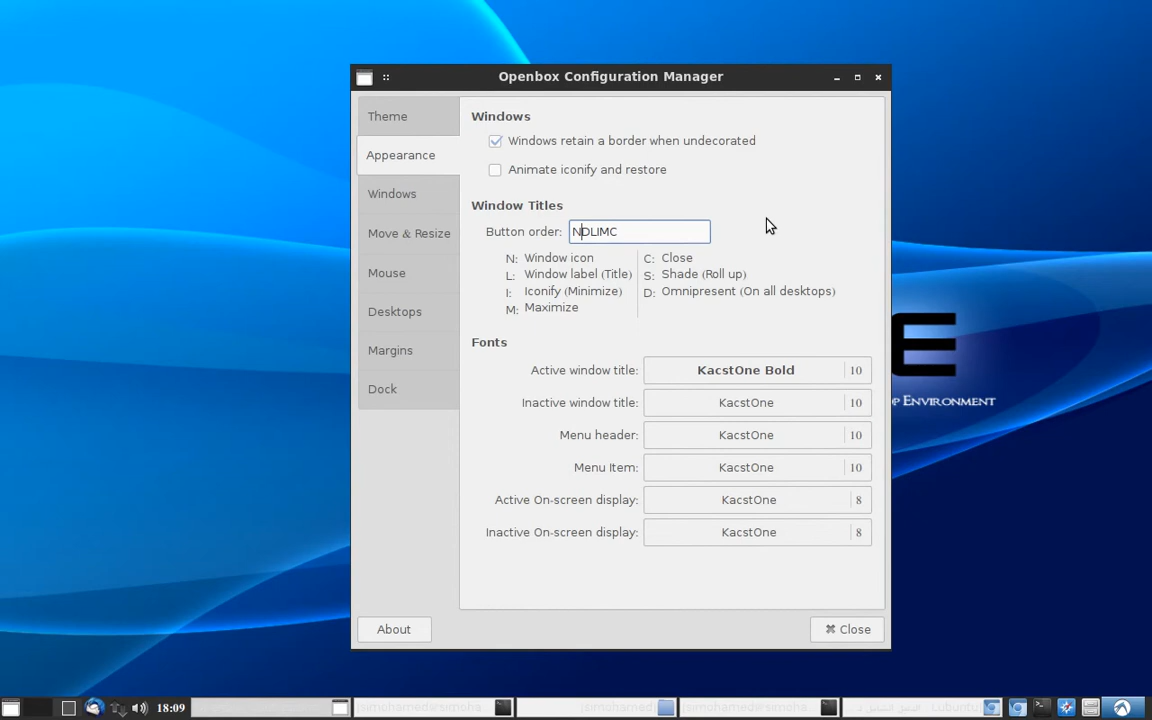 Openbox Configuration Manager
Theme
Appearance
Windows
Move & Resize
Mouse
Desktops
Margins
Dock
Windows
Windows retain a border when undecorated
Animate iconify and restore
Window Titles
Button order: NDLIMC
N: Window icon
L: Window label (Title)
I: Iconify (Minimize)
M: Maximize
C: Close
S: Shade (Roll up)
D: Omnipresent (On all desktops)
Fonts
Active window title: KacstOne Bold 10
Inactive window title: KacstOne 10
Menu header: KacstOne 10
Menu Item: KacstOne 10
Active On-screen display: KacstOne 8
Inactive On-screen display: KacstOne 8
About
Close
E
OP ENVIRONMENT
18:09